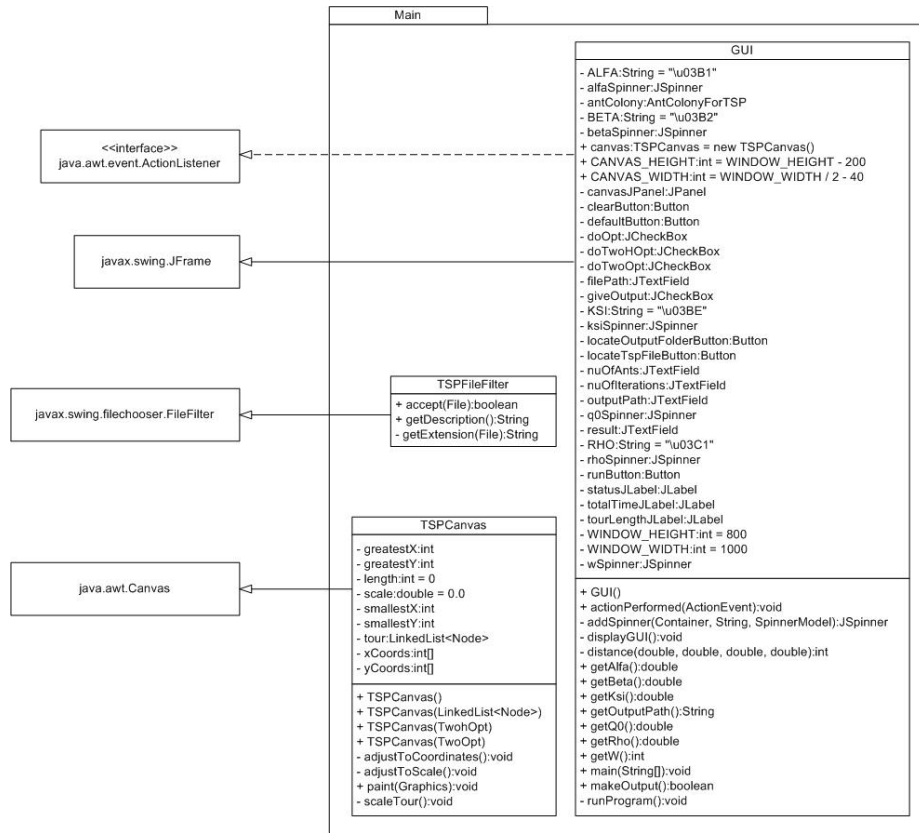 Main
GUI
- ALFA:String = "\u03B1"
- alfaSpinner:JSpinner
- antColony:AntColonyForTSP
- BETA:String = "\u03B2"
- betaSpinner:JSpinner
+ canvas:TSPCanvas = new TSPCanvas()
+ CANVAS_HEIGHT:int = WINDOW_HEIGHT - 200
+ CANVAS_WIDTH:int = WINDOW_WIDTH / 2 - 40
- canvasJPanel:JPanel
- clearButton:Button
- defaultButton:Button
- doOpt:JCheckBox
- doTwoHOpt:JCheckBox
- doTwoOpt:JCheckBox
- filePath:JTextField
- giveOutput:JCheckBox
- KSI:String = "\u03BE"
- ksiSpinner:JSpinner
- locateOutputFolderButton:Button
- locateTspFileButton:Button
- nuOfAnts:JTextField
- nuOfIterations:JTextField
- outputPath:JTextField
- q0Spinner:JSpinner
- result:JTextField
- RHO:String = "\u03C1"
- rhoSpinner:JSpinner
- runButton:Button
- statusJLabel:JLabel
- totalTimeJLabel:JLabel
- tourLengthJLabel:JLabel
- WINDOW_HEIGHT:int = 800
- WINDOW_WIDTH:int = 1000
- wSpinner:JSpinner
+ GUI()
+ actionPerformed(ActionEvent):void
- addSpinner(Container, String, SpinnerModel):JSpinner
- displayGUI():void
- distance(double, double, double, double):int
+ getAlfa():double
+ getBeta():double
+ getKsi():double
+ getOutputPath():String
+ getQ0():double
+ getRho():double
+ getW():int
+ main(String[]):void
+ makeOutput():boolean
- runProgram():void
<<interface>>
java.awt.event.ActionListener
javax.swing.JFrame
javax.swing.filechooser.FileFilter
TSPFileFilter
+ accept(File):boolean
+ getDescription():String
- getExtension(File):String
java.awt.Canvas
TSPCanvas
- greatestX:int
- greatestY:int
- length:int = 0
- scale:double = 0.0
- smallestX:int
- smallestY:int
- tour:LinkedList<Node>
- xCoords:int[]
- yCoords:int[]
+ TSPCanvas()
+ TSPCanvas(LinkedList<Node>)
+ TSPCanvas(TwohOpt)
+ TSPCanvas(TwoOpt)
- adjustToCoordinates():void
- adjustToScale():void
+ paint(Graphics):void
- scaleTour():void